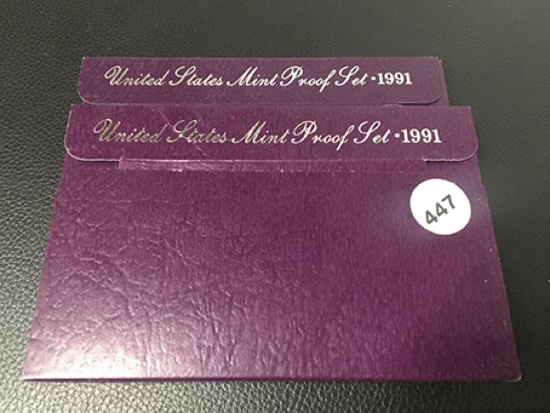 United States Mint Proof Set • 1991
United States Mint Proof Set • 1991
447